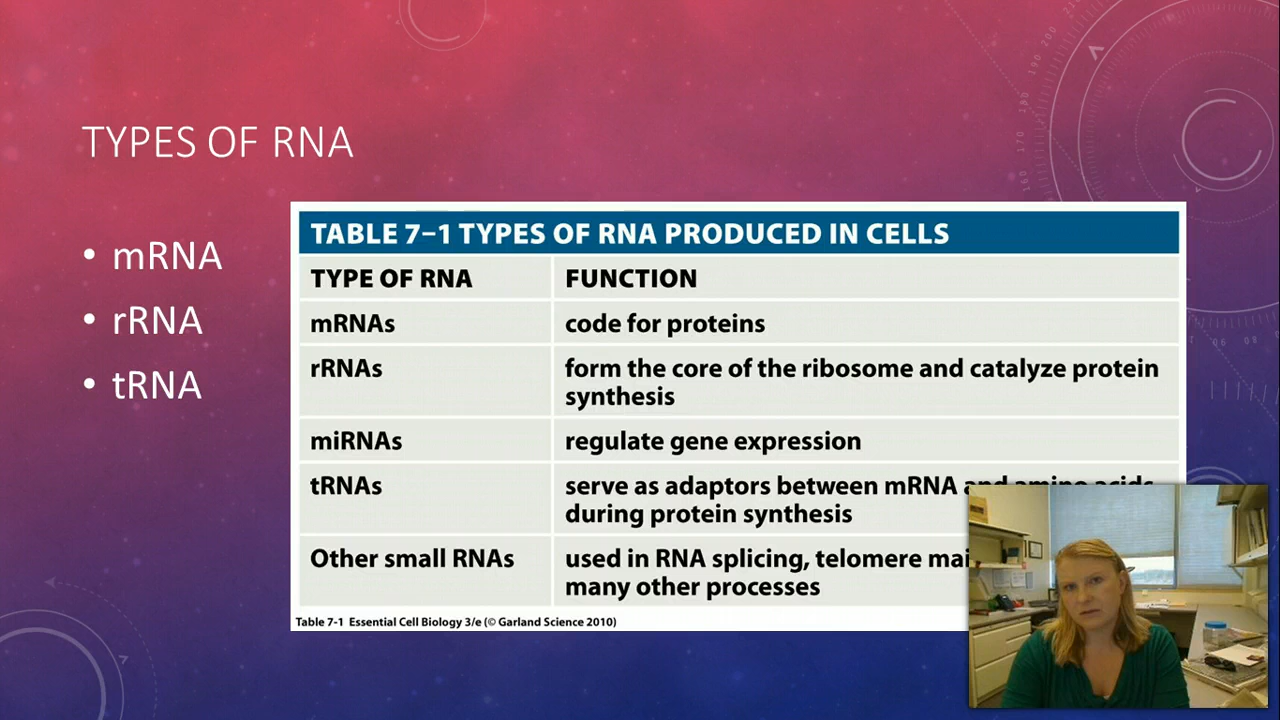 TYPES OF RNA
• mRNA
• rRNA
• tRNA
TABLE 7–1 TYPES OF RNA PRODUCED IN CELLS
TYPE OF RNA FUNCTION
mRNAs code for proteins
rRNAs form the core of the ribosome and catalyze protein
synthesis
miRNAs regulate gene expression
tRNAs serve as adaptors between mRNA and amino acids
during protein synthesis
Other small RNAs used in RNA splicing, telomere
many other processes
Table 7-1 Essential Cell Biology 3/e (© Garland Science 2010)